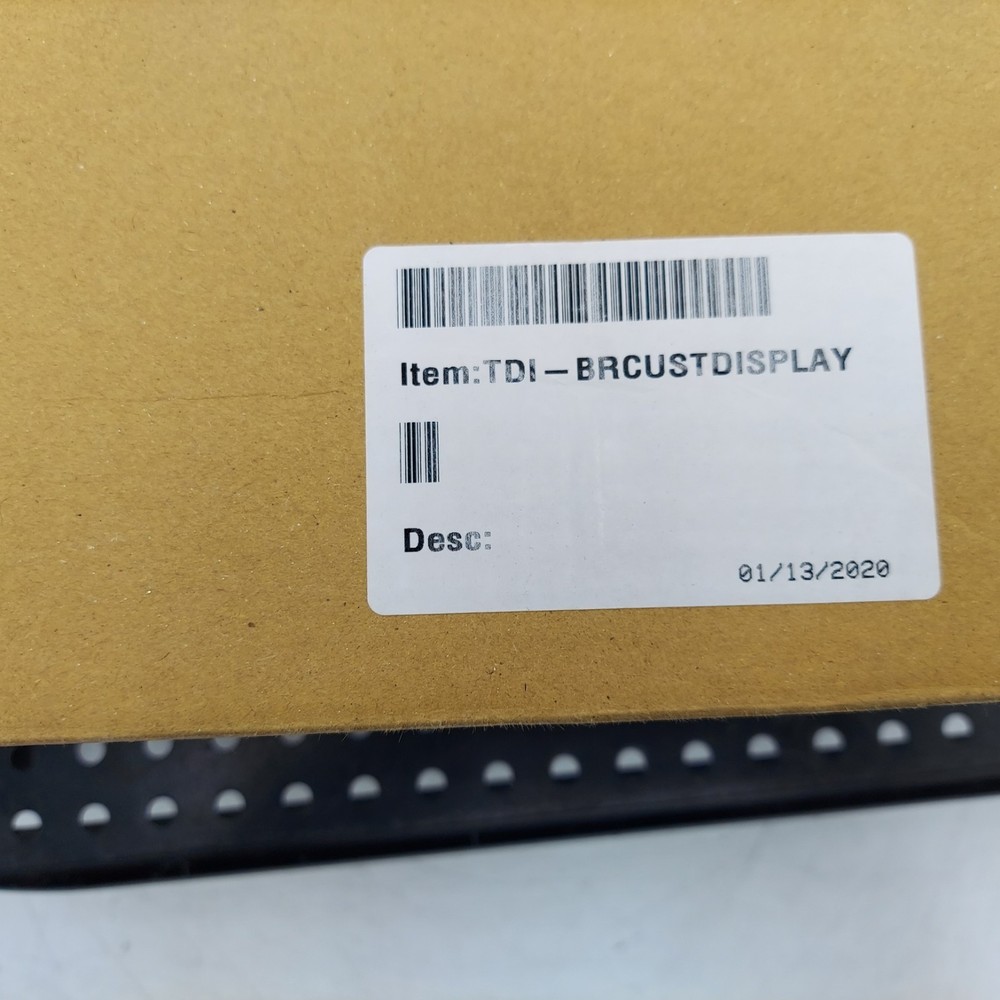 Item:TDI-BRCUSTDISPLAY
Desc:
01/13/2020